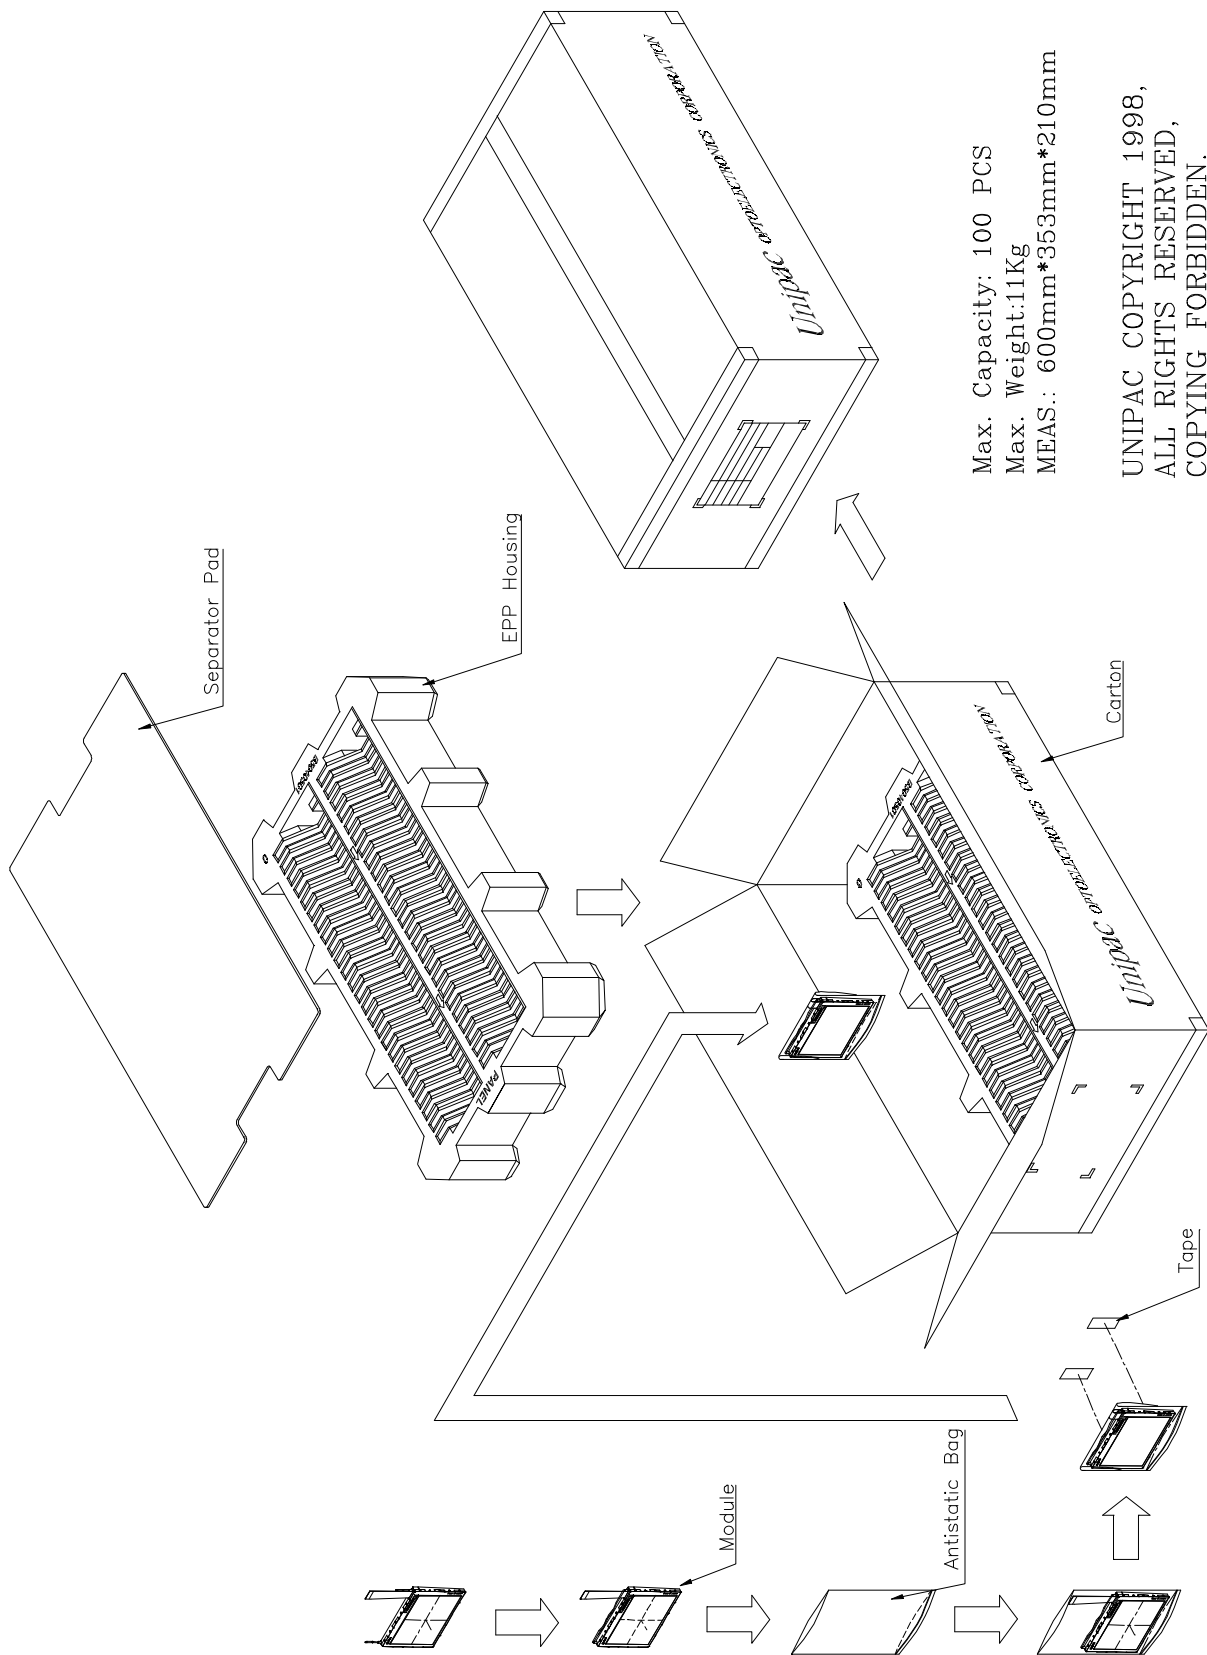 Separator Pad
EPP Housing
PANEL
Unipac OPTOELECTRONICS CORPORATION
Max. Capacity: 100 PCS
Max. Weight:11Kg
MEAS.: 600mm*353mm*210mm
UNIPAC COPYRIGHT 1998,
ALL RIGHTS RESERVED,
COPYING FORBIDDEN.
Unipac OPTOELECTRONICS CORPORATION
Carton
Module
Antistatic Bag
Tape